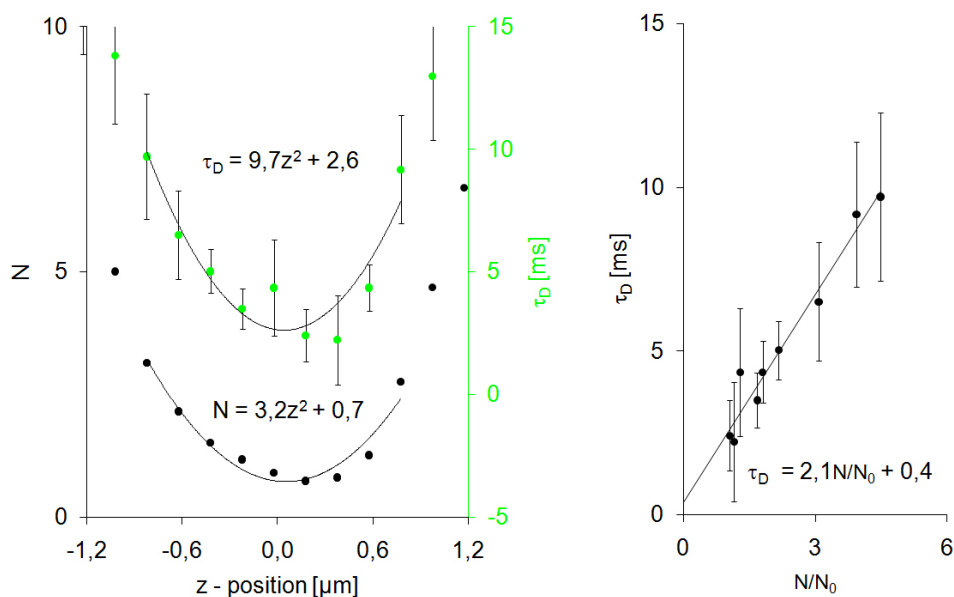 10
5
0
N
τD = 9,7z² + 2,6
N = 3,2z² + 0,7
15
10
5
0
-5
τD [ms]
-1,2
-0,6
0,0
0,6
1,2
z - position [µm]
15
10
5
0
τD [ms]
τD = 2,1N/N0 + 0,4
0
3
6
N/N0